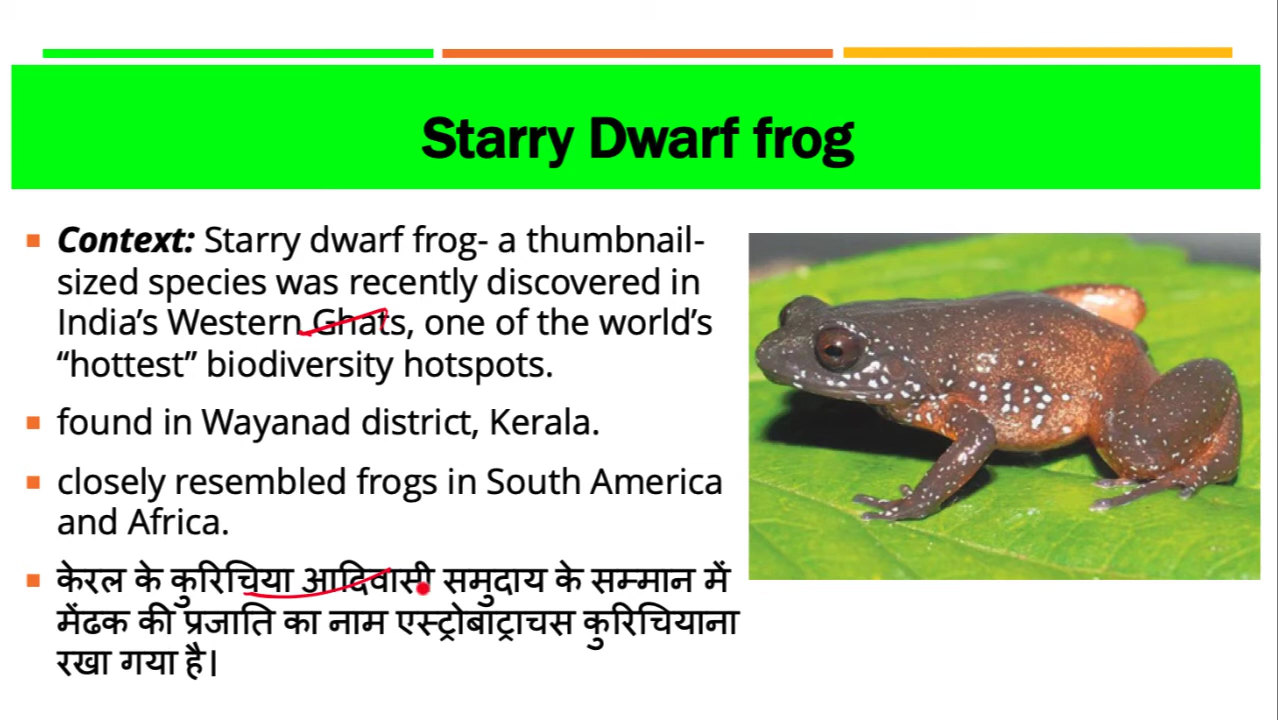 Starry Dwarf frog
Context: Starry dwarf frog- a thumbnail-
sized species was recently discovered in
India’s Western Ghats, one of the world’s
“hottest” biodiversity hotspots.
found in Wayanad district, Kerala.
closely resembled frogs in South America
and Africa.
केरल के कुरिचिया आदिवासी समुदाय के सम्मान में
मेंढक की प्रजाति का नाम एस्ट्रोबाट्राचस कुरिचियाना
रखा गया है।